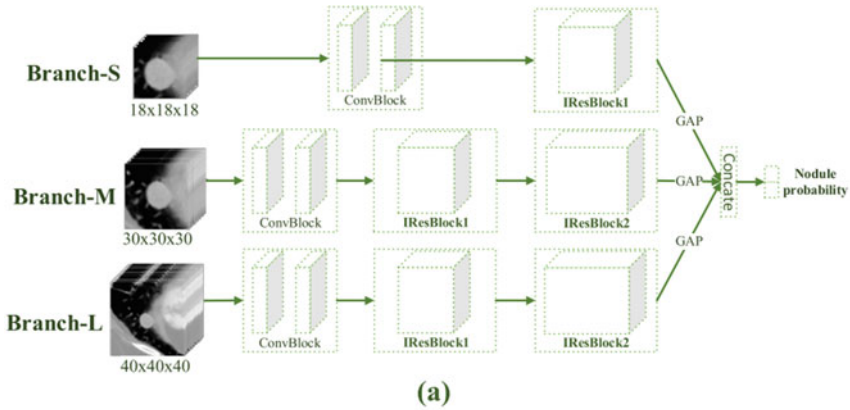 Branch-S
18x18x18
ConvBlock
IResBlock1
GAP
Branch-M
30x30x30
ConvBlock
IResBlock1
IResBlock2
GAP
Concate
Nodule
probability
Branch-L
40x40x40
ConvBlock
IResBlock1
IResBlock2
GAP
(a)